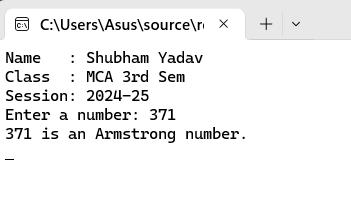 C:\Users\Asus\source\r
Name   : Shubham Yadav
Class  : MCA 3rd Sem
Session: 2024-25
Enter a number: 371
371 is an Armstrong number.